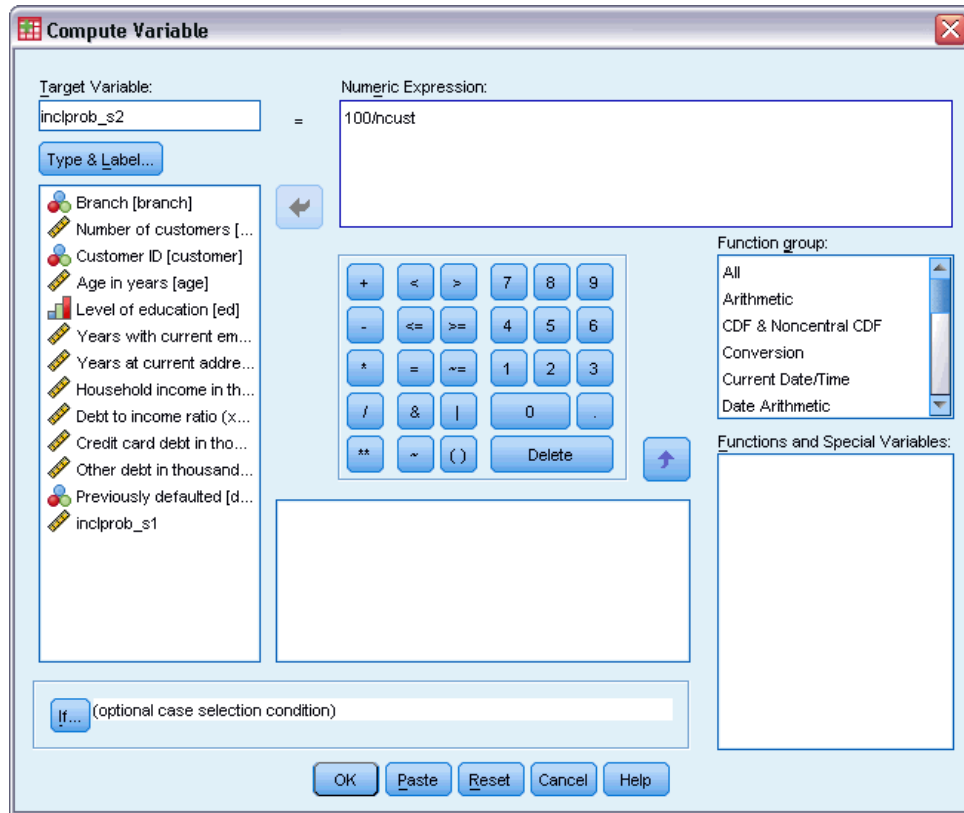 Compute Variable
Target Variable:
inclprob_s2
=
Numeric Expression:
100/ncust
Type & Label...
Branch [branch]
Number of customers [...
Customer ID [customer]
Age in years [age]
Level of education [ed]
Years with current em...
Years at current addre...
Household income in th...
Debt to income ratio (x...
Credit card debt in tho...
Other debt in thousand...
Previously defaulted [d...
inclprob_s1
+ < > 7 8 9
- <= >= 4 5 6
* = ~= 1 2 3
/ & | 0 .
** ~ ( ) Delete
Function group:
All
Arithmetic
CDF & Noncentral CDF
Conversion
Current Date/Time
Date Arithmetic
Functions and Special Variables:
If... (optional case selection condition)
OK Paste Reset Cancel Help